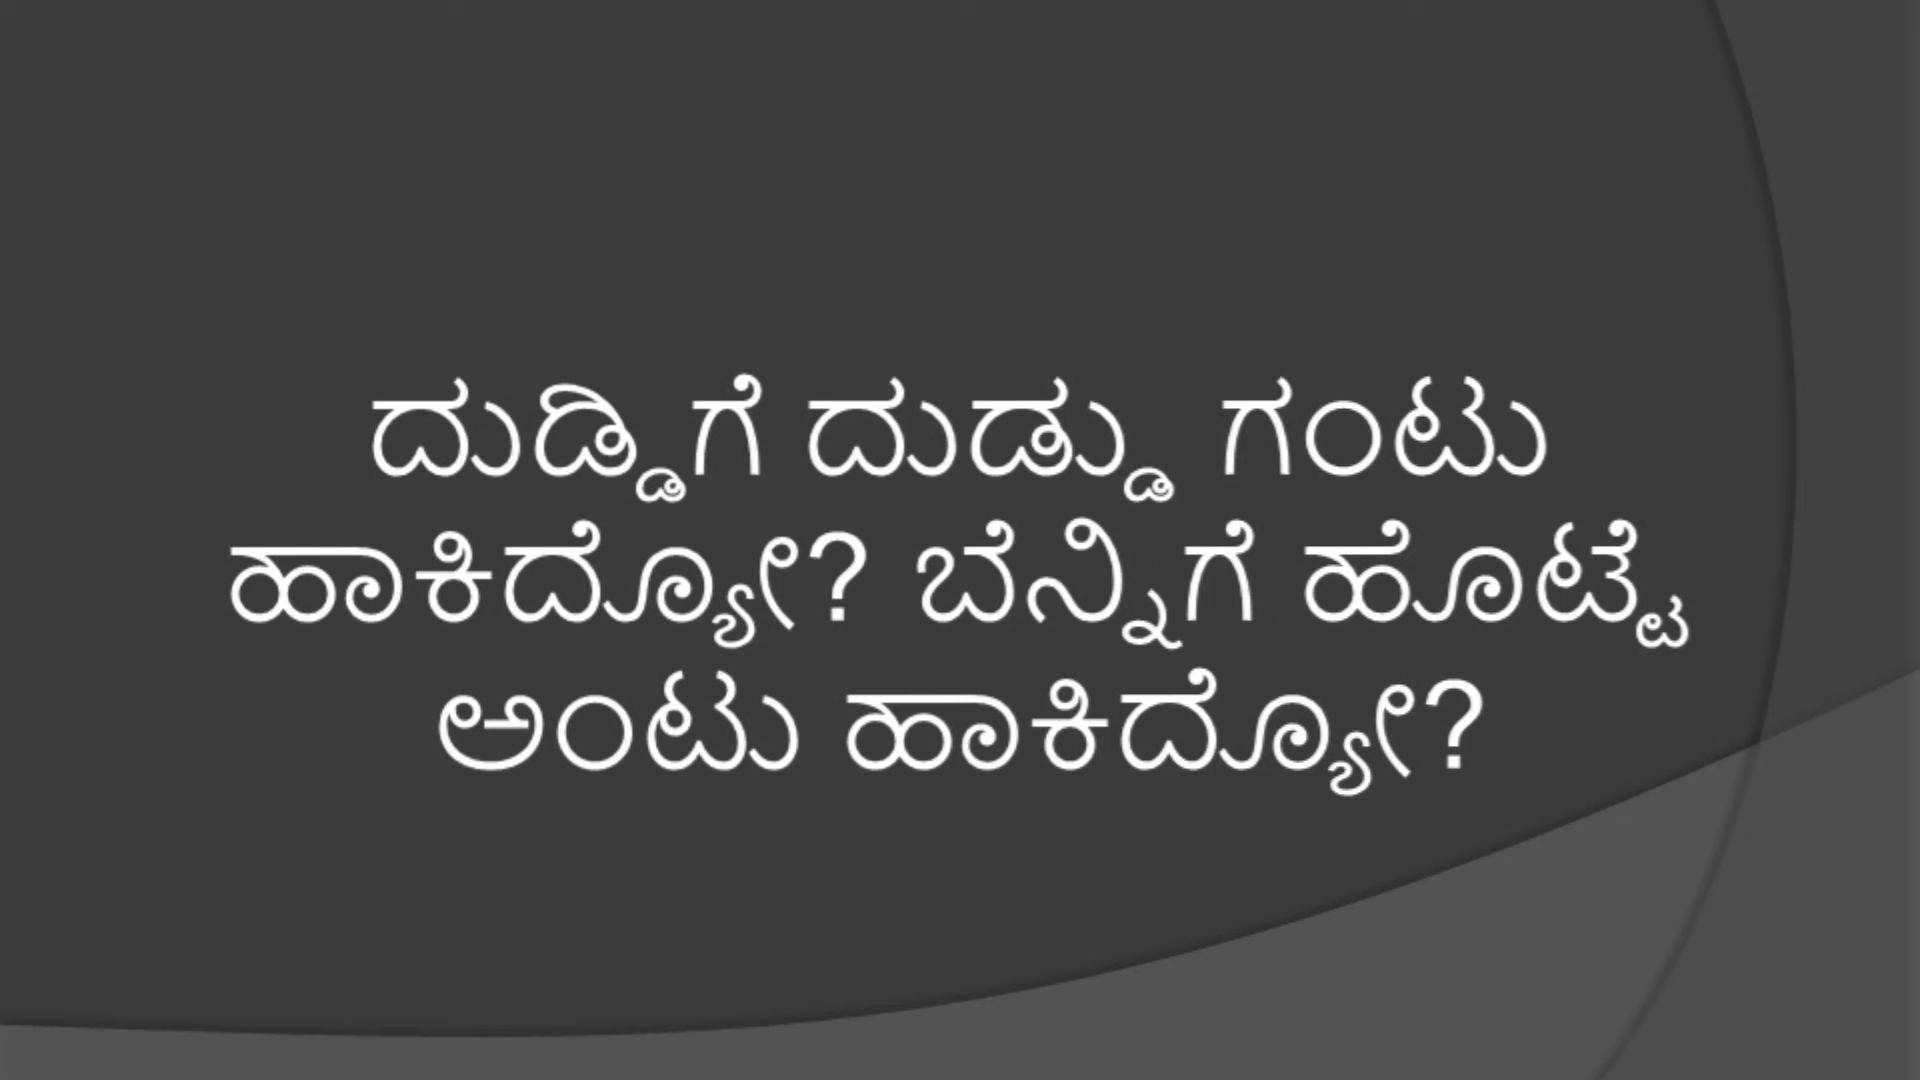 ದುಡ್ಡಿಗೆ ದುಡ್ಡು ಗಂಟು
ಹಾಕಿದ್ಯೋ? ಬೆನ್ನಿಗೆ ಹೊಟ್ಟೆ
ಅಂಟು ಹಾಕಿದ್ಯೋ?